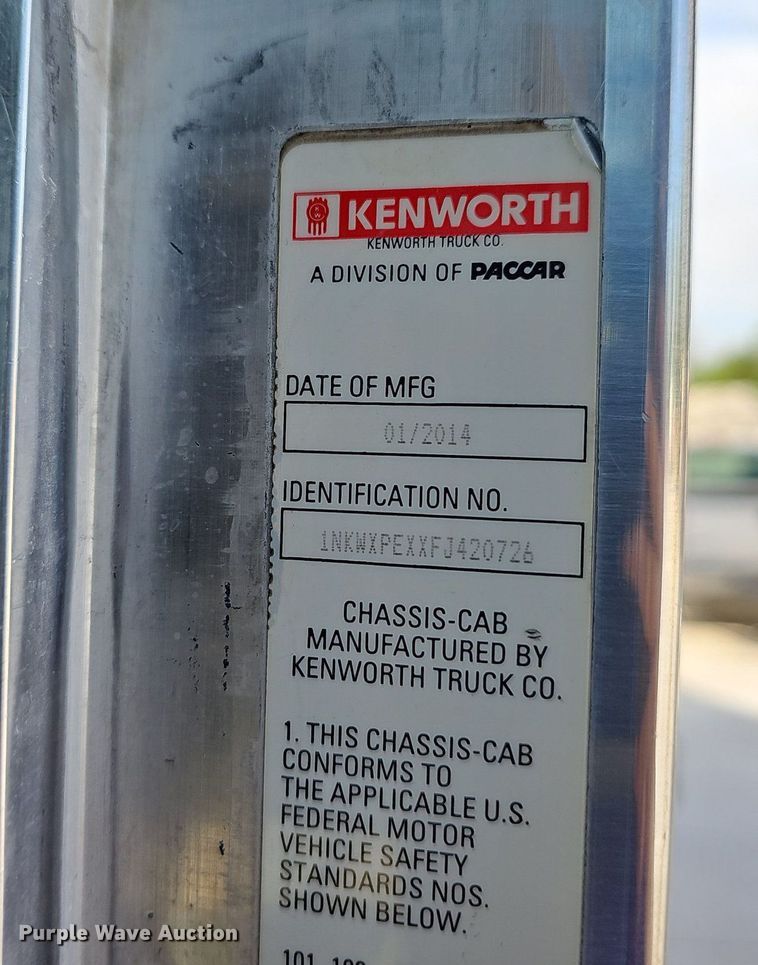 KENWORTH
KENWORTH TRUCK CO.
A DIVISION OF PACCAR
DATE OF MFG
01/2014
IDENTIFICATION NO.
1NKWXPEXXFJ420726
CHASSIS-CAB
MANUFACTURED BY
KENWORTH TRUCK CO.
1. THIS CHASSIS-CAB
CONFORMS TO
THE APPLICABLE U.S.
FEDERAL MOTOR
VEHICLE SAFETY
STANDARDS NOS.
SHOWN BELOW.
Purple Wave Auction